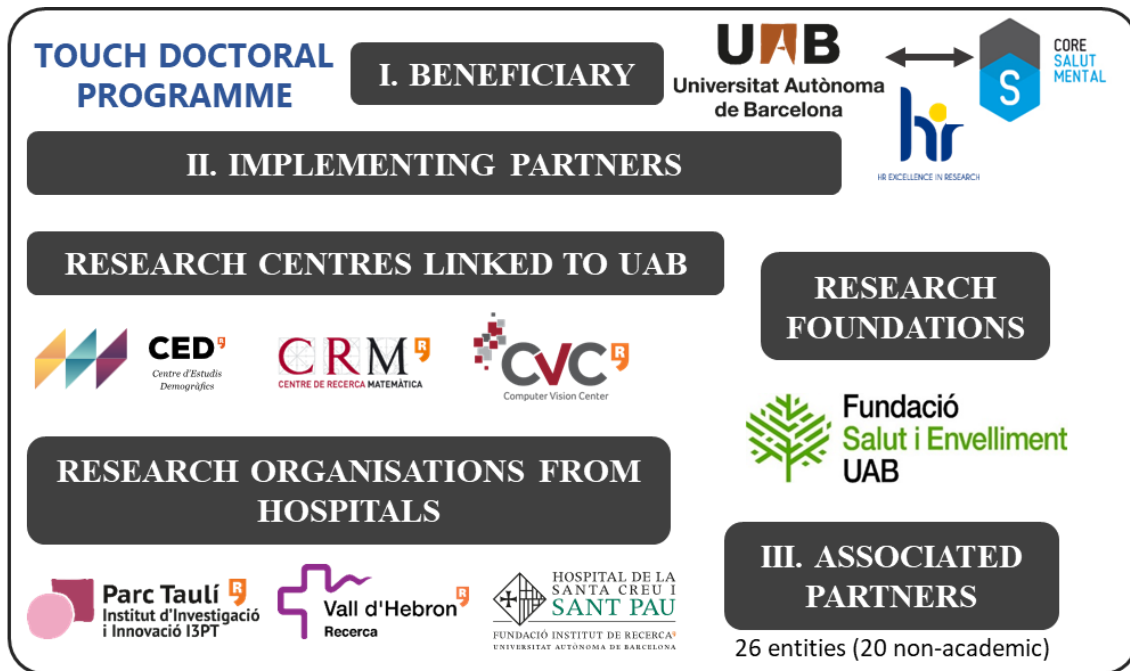 TOUCH DOCTORAL
PROGRAMME
I. BENEFICIARY
UAB
Universitat Autònoma
de Barcelona
S
CORE
SALUT
MENTAL
hr
HR EXCELLENCE IN RESEARCH
II. IMPLEMENTING PARTNERS
RESEARCH CENTRES LINKED TO UAB
CED R
Centre d'Estudis
Demogràfics
CRM R
CENTRE DE RECERCA MATEMÀTICA
CVC R
Computer Vision Center
RESEARCH
FOUNDATIONS
Fundació
Salut i Envelliment
UAB
RESEARCH ORGANISATIONS FROM
HOSPITALS
Parc Taulí R
Institut d'Investigació
i Innovació I3PT
Vall d'Hebron R
Recerca
HOSPITAL DE LA
SANTA CREU I
SANT PAU
FUNDACIÓ INSTITUT DE RECERCA R
UNIVERSITAT AUTÒNOMA DE BARCELONA
III. ASSOCIATED
PARTNERS
26 entities (20 non-academic)